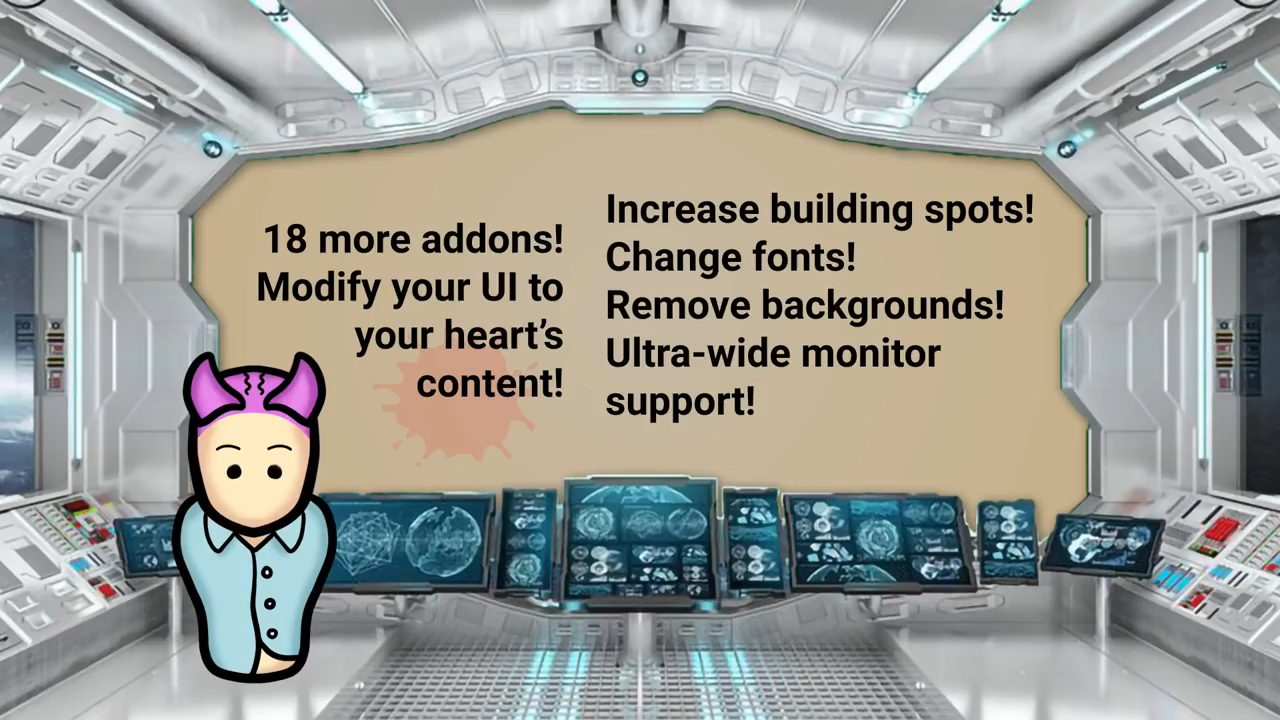 18 more addons!
Modify your UI to
your heart’s
content!
Increase building spots!
Change fonts!
Remove backgrounds!
Ultra-wide monitor
support!